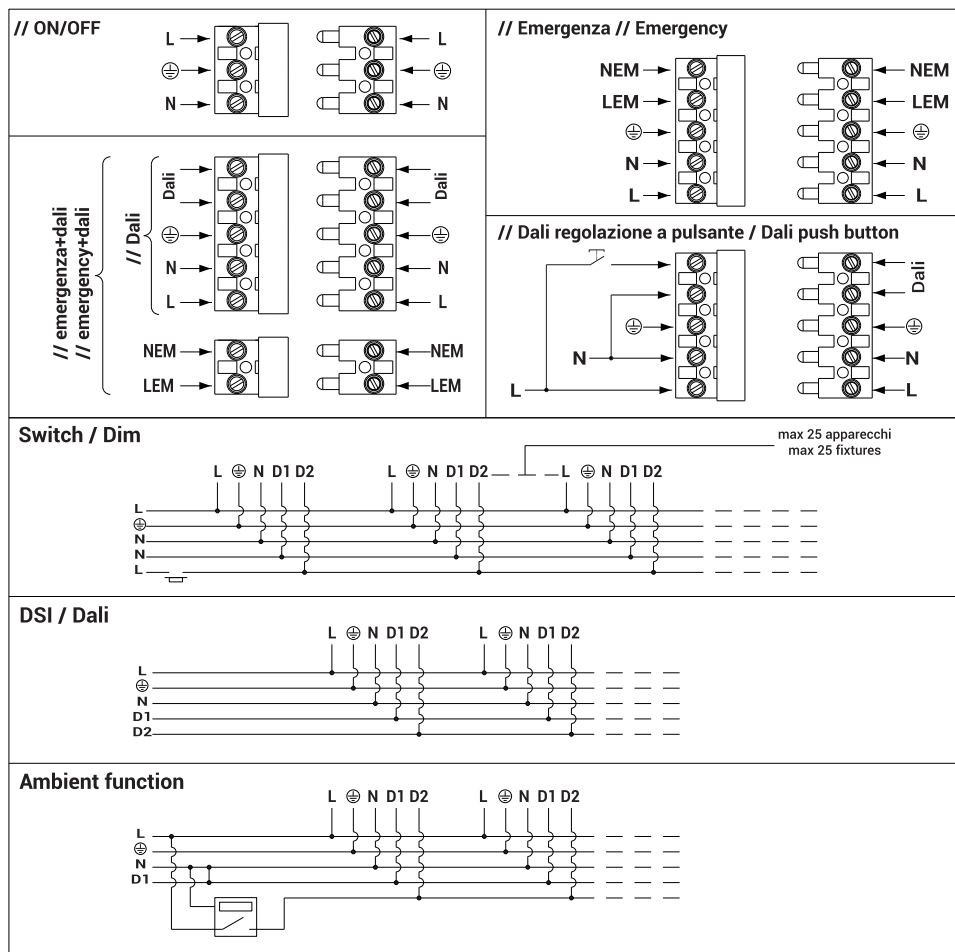 // ON/OFF
L L
N N
// Emergenza // Emergency
NEM NEM
LEM LEM
N N
L L
// emergenza+dali
// emergency+dali
// Dali
Dali Dali
N N
L L
NEM NEM
LEM LEM
// Dali regolazione a pulsante / Dali push button
Dali
N N
L L
Switch / Dim
max 25 apparecchi
max 25 fixtures
L N D1 D2 L N D1 D2 L N D1 D2
L
N
N
L
DSI / Dali
L N D1 D2 L N D1 D2
L
N
D1
D2
Ambient function
L N D1 D2 L N D1 D2
L
N
D1